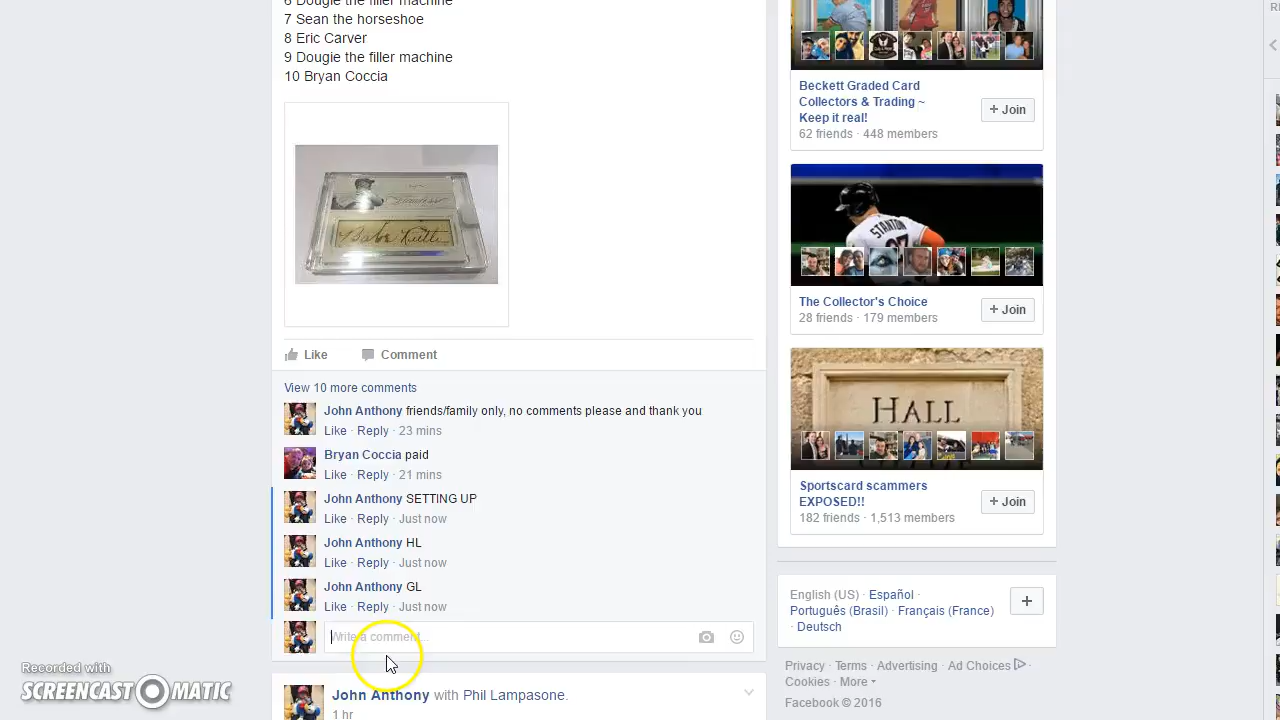 6 Dougie the filler machine
7 Sean the horseshoe
8 Eric Carver
9 Dougie the filler machine
10 Bryan Coccia
Babe Ruth
Like
Comment
View 10 more comments
John Anthony friends/family only, no comments please and thank you
Like · Reply · 23 mins
Bryan Coccia paid
Like · Reply · 21 mins
John Anthony SETTING UP
Like · Reply · Just now
John Anthony HL
Like · Reply · Just now
John Anthony GL
Like · Reply · Just now
Write a comment...
John Anthony with Phil Lampasone.
1 hr
Beckett Graded Card
Collectors & Trading ~
Keep it real!
62 friends · 448 members
+ Join
STANTON
27
The Collector's Choice
28 friends · 179 members
+ Join
HALL
Sportscard scammers
EXPOSED!!
182 friends · 1,513 members
+ Join
English (US) · Español ·
Português (Brasil) · Français (France)
· Deutsch
+
Privacy · Terms · Advertising · Ad Choices ·
Cookies · More
Facebook © 2016
Recorded with
SCREENCAST-O-MATIC